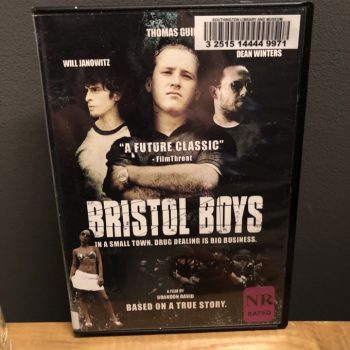 SOUTHINGTON LIBRARY AND MUSEUM
3 2515 14444 9971
THOMAS GUI
WILL JANOWITZ
DEAN WINTERS
"A FUTURE CLASSIC"
-FilmThreat
BRISTOL BOYS
IN A SMALL TOWN, DRUG DEALING IS BIG BUSINESS.
A FILM BY
BRANDON DAVID
BASED ON A TRUE STORY.
NR
RATED